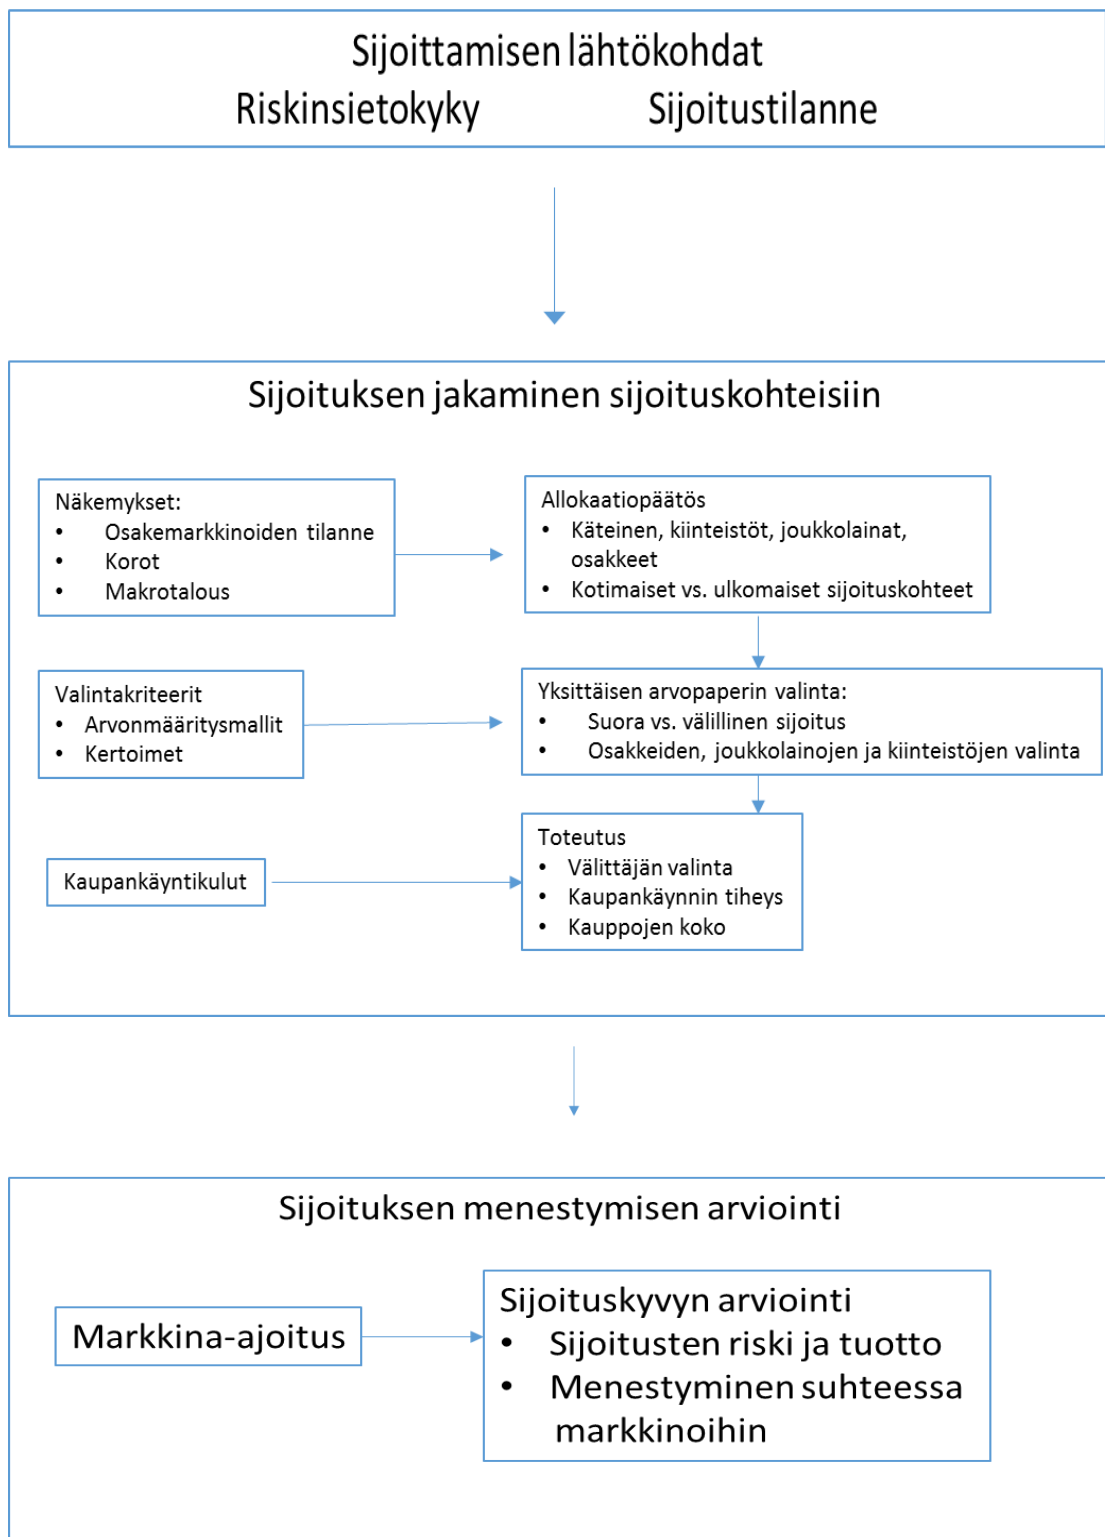 Sijoittamisen lähtökohdat
Riskinsietokyky Sijoitustilanne
Sijoituksen jakaminen sijoituskohteisiin
Näkemykset:
• Osakemarkkinoiden tilanne
• Korot
• Makrotalous
Allokaatiopäätös
• Käteinen, kiinteistöt, joukkolainat,
osakkeet
• Kotimaiset vs. ulkomaiset sijoituskohteet
Valintakriteerit
• Arvonmääritysmallit
• Kertoimet
Yksittäisen arvopaperin valinta:
• Suora vs. välillinen sijoitus
• Osakkeiden, joukkolainojen ja kiinteistöjen valinta
Kaupankäyntikulut
Toteutus
• Välittäjän valinta
• Kaupankäynnin tiheys
• Kauppojen koko
Sijoituksen menestymisen arviointi
Markkina-ajoitus
Sijoituskyvyn arviointi
• Sijoitusten riski ja tuotto
• Menestyminen suhteessa
markkinoihin